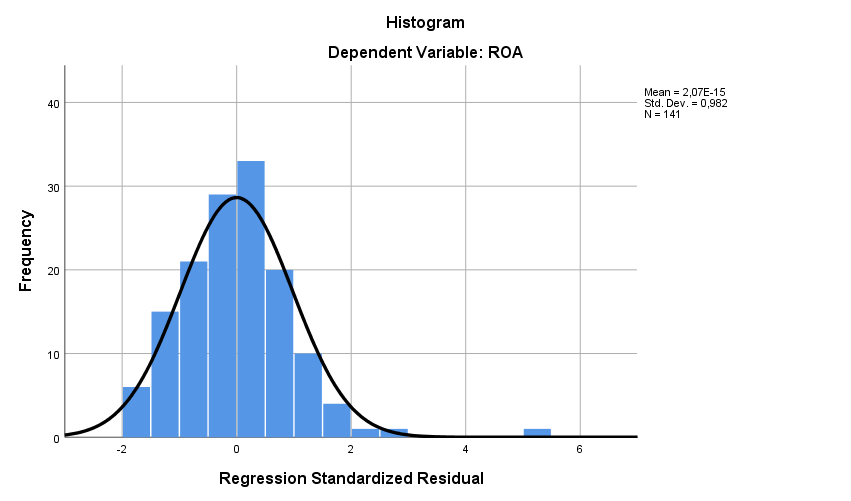 Histogram
Dependent Variable: ROA
Mean = 2,07E-15
Std. Dev. = 0,982
N = 141
Frequency
40
30
20
10
0
-2 0 2 4 6
Regression Standardized Residual